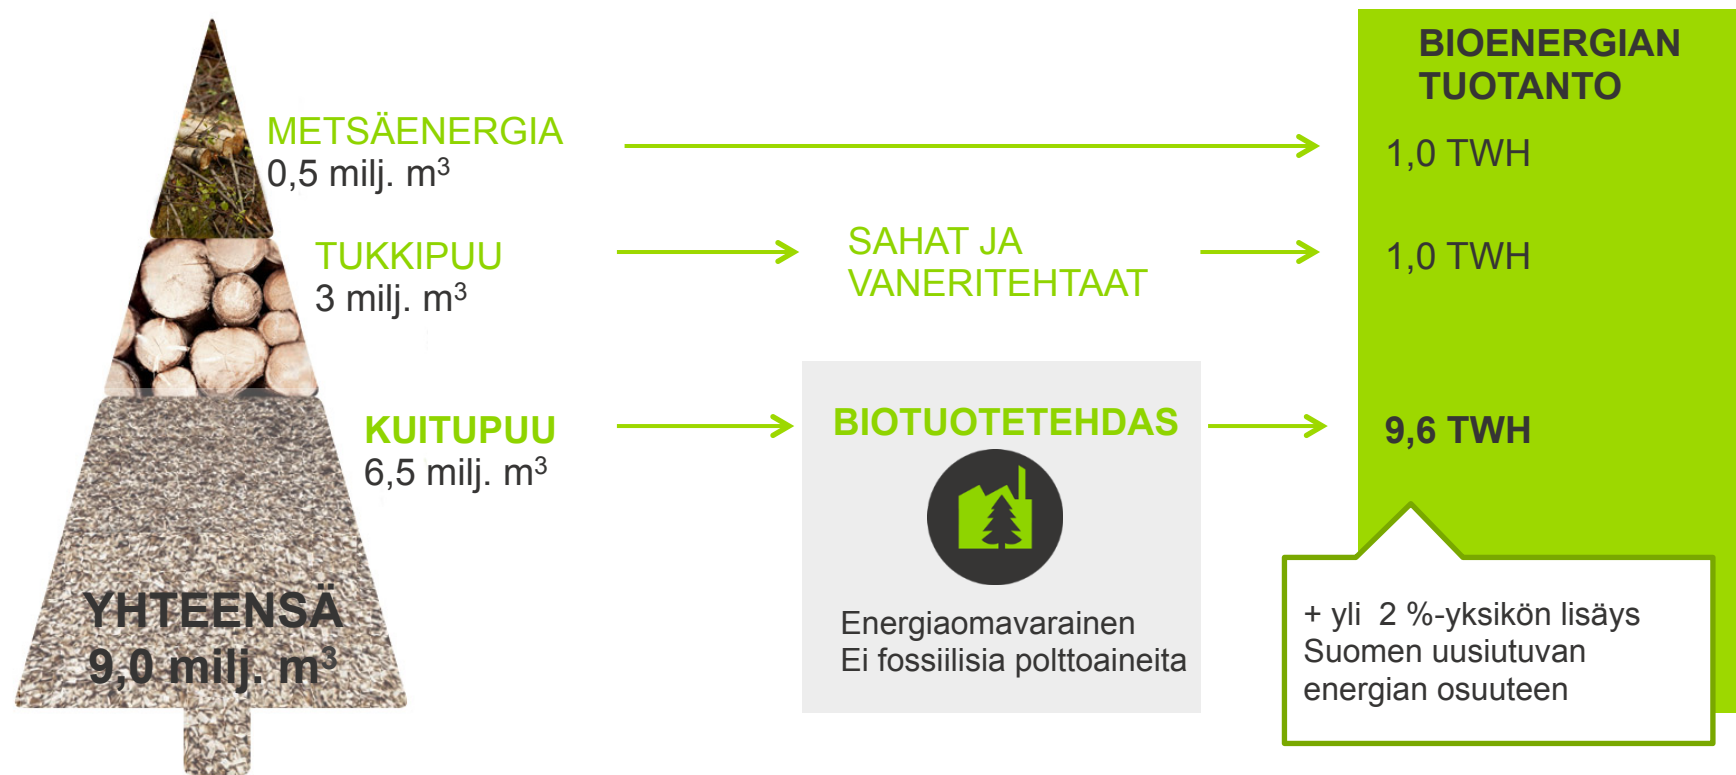 BIOENERGIAN
TUOTANTO
METSÄENERGIA
0,5 milj. m³
1,0 TWH
TUKKIPUU
3 milj. m³
SAHAT JA
VANERITEHTAAT
1,0 TWH
KUITUPUU
6,5 milj. m³
BIOTUOTETEHDAS
9,6 TWH
Energiaomavarainen
Ei fossiilisia polttoaineita
YHTEENSÄ
9,0 milj. m³
+ yli 2 %-yksikön lisäys
Suomen uusiutuvan
energian osuuteen